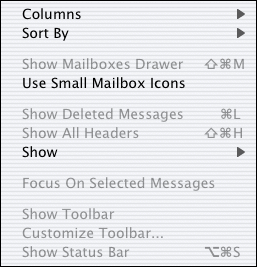 Columns ▶
Sort By ▶
Show Mailboxes Drawer ⇧⌘M
Use Small Mailbox Icons
Show Deleted Messages ⌘L
Show All Headers ⇧⌘H
Show ▶
Focus On Selected Messages
Show Toolbar
Customize Toolbar...
Show Status Bar ⌥⌘S